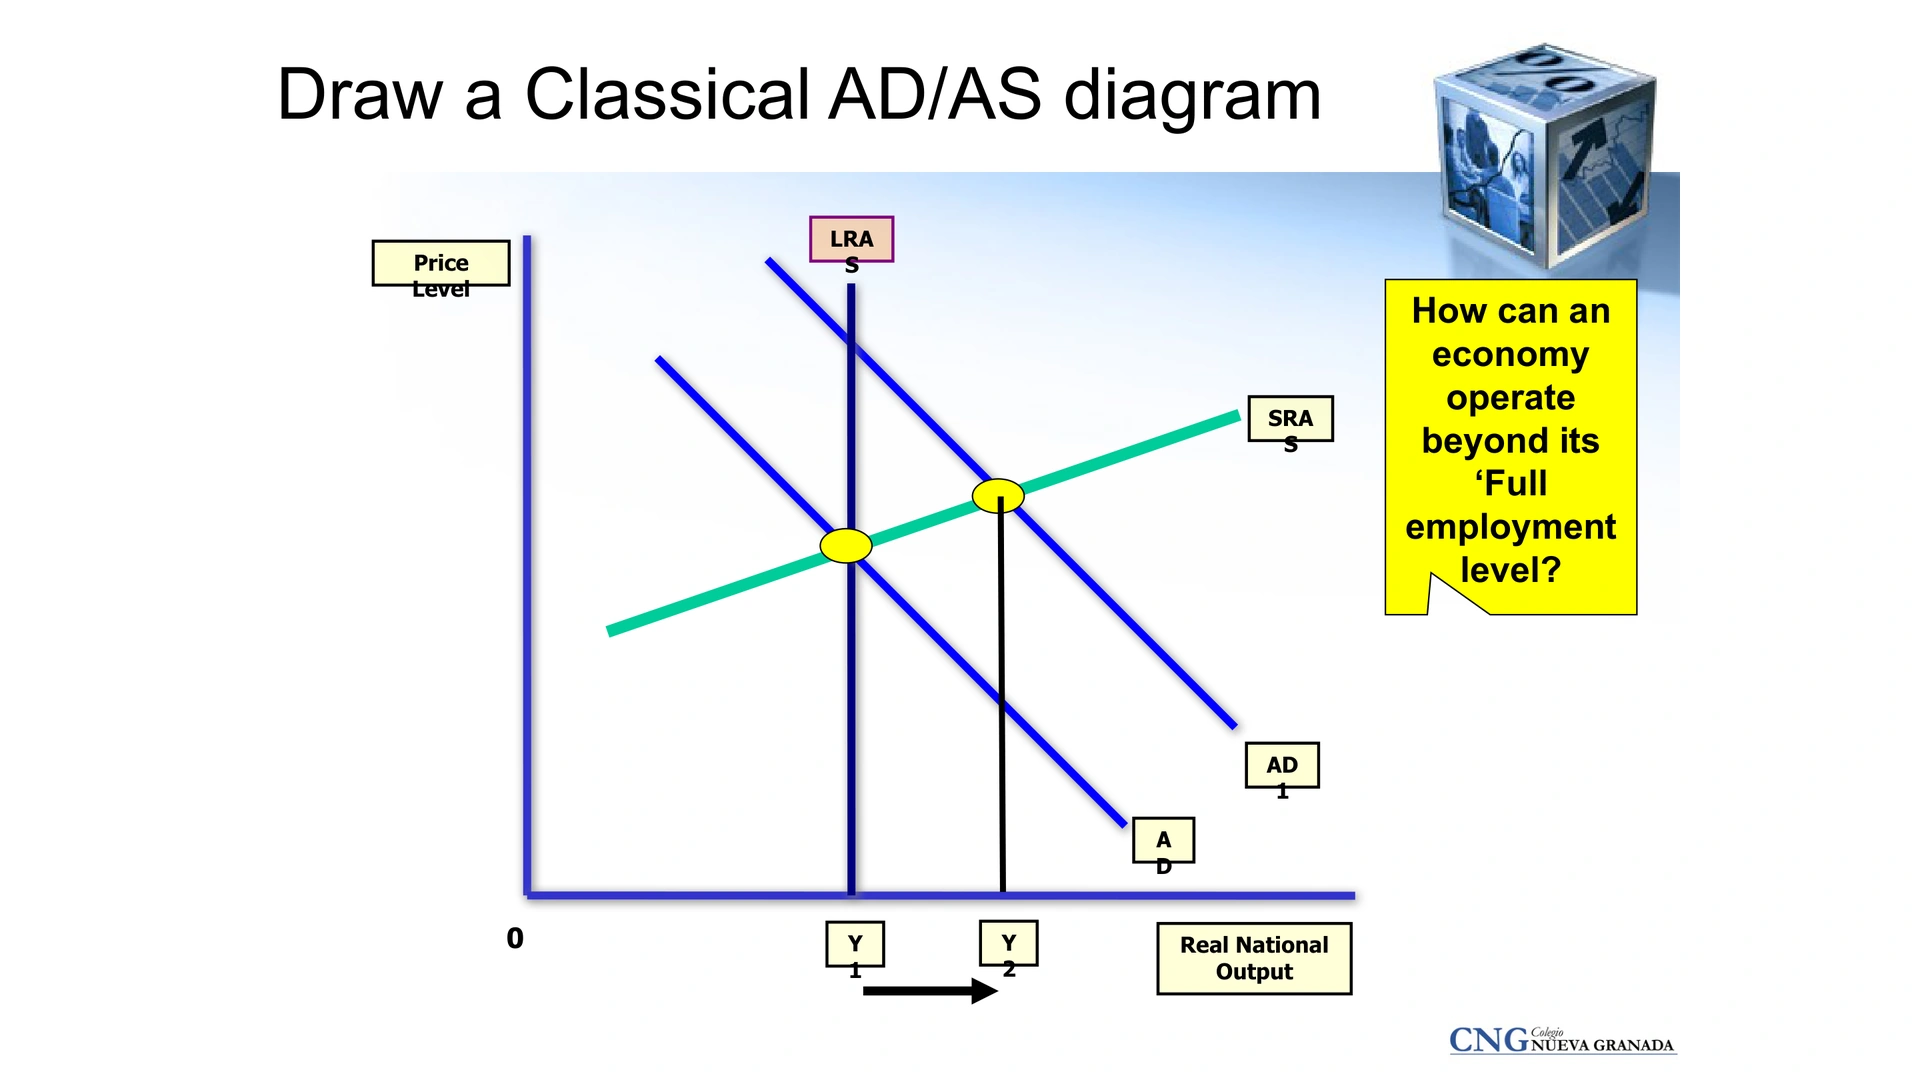 Draw a Classical AD/AS diagram
%
LRA
S
Price
Level
How can an
economy
operate
beyond its
‘Full
employment
level?
SRA
S
AD
1
A
D
0
Y
1
Y
2
Real National
Output
CNG Colegio
NUEVA GRANADA